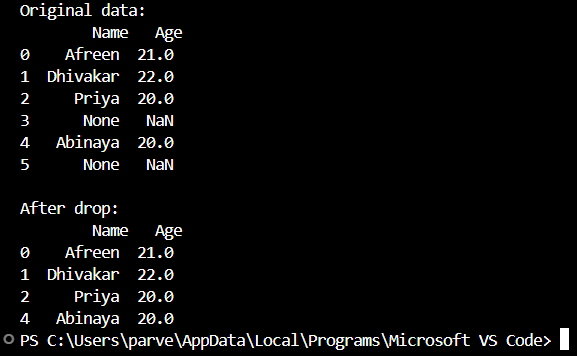 Original data:
Name Age
0 Afreen 21.0
1 Dhivakar 22.0
2 Priya 20.0
3 None NaN
4 Abinaya 20.0
5 None NaN
After drop:
Name Age
0 Afreen 21.0
1 Dhivakar 22.0
2 Priya 20.0
4 Abinaya 20.0
PS C:\Users\parve\AppData\Local\Programs\Microsoft VS Code>